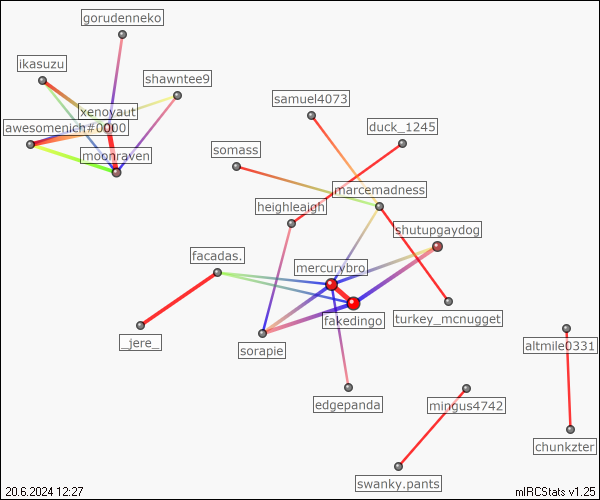 gorudenneko
ikasuzu
shawntee9
xenoyaut
awesomenich#0000
moonraven
samuel4073
duck_1245
somass
marcemadness
heighleaigh
shutupgaydog
facadas.
mercurybro
fakedingo
turkey_mcnugget
_jere_
sorapie
altmile0331
edgepanda
mingus4742
chunkzter
swanky.pants
20.6.2024 12:27
mIRCStats v1.25